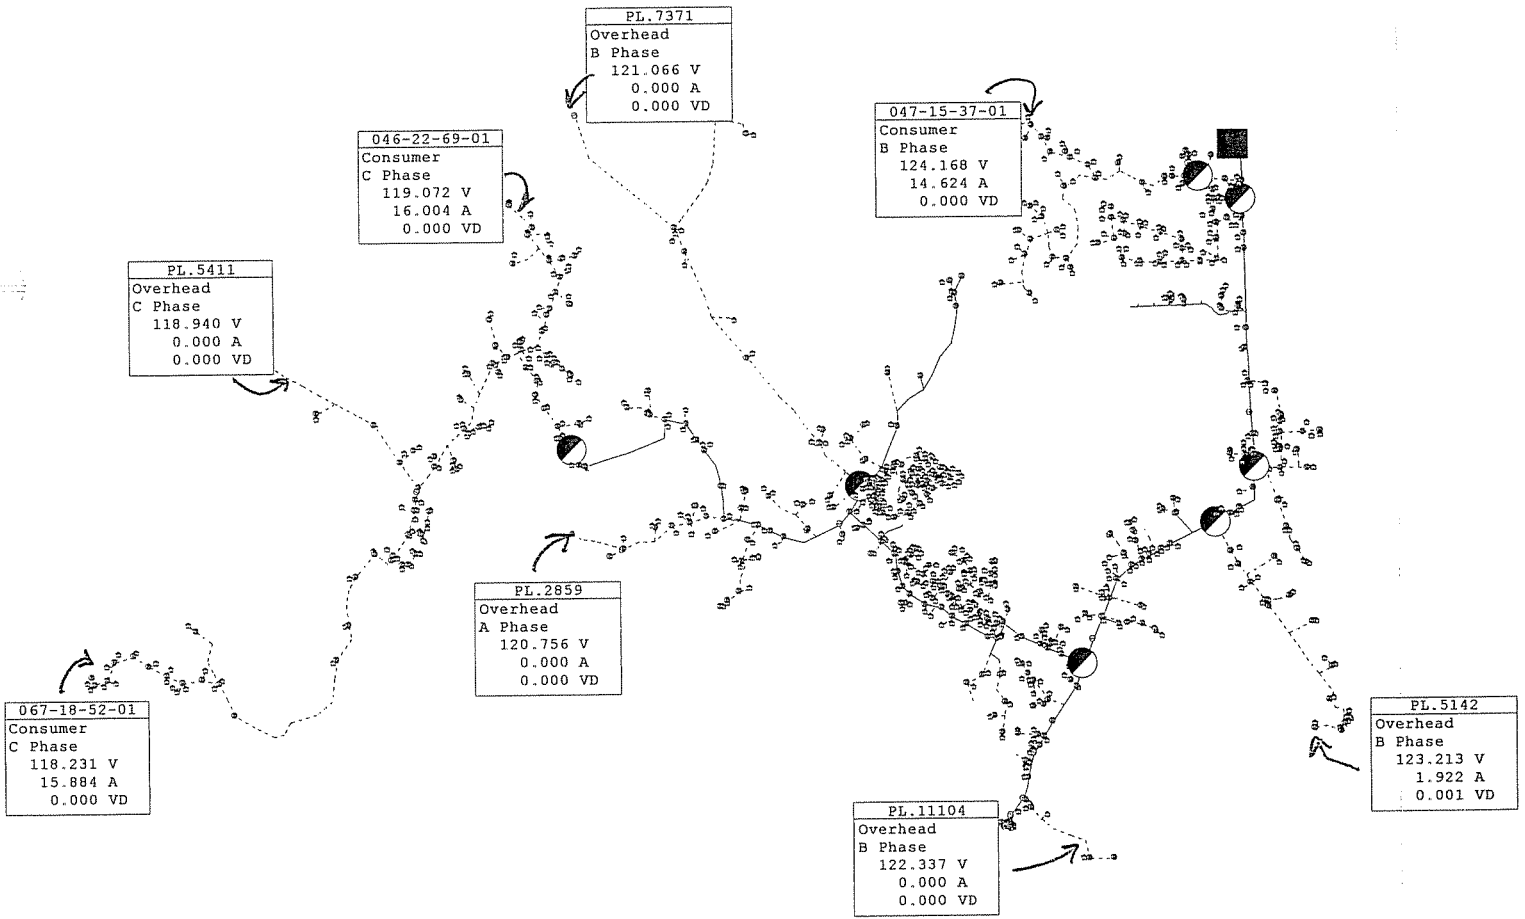 PL.7371
Overhead
B Phase
121.066 V
0.000 A
0.000 VD
047-15-37-01
Consumer
B Phase
124.168 V
14.624 A
0.000 VD
046-22-69-01
Consumer
C Phase
119.072 V
16.004 A
0.000 VD
PL.5411
Overhead
C Phase
118.940 V
0.000 A
0.000 VD
PL.2859
Overhead
A Phase
120.756 V
0.000 A
0.000 VD
067-18-52-01
Consumer
C Phase
118.231 V
15.884 A
0.000 VD
PL.5142
Overhead
B Phase
123.213 V
1.922 A
0.001 VD
PL.11104
Overhead
B Phase
122.337 V
0.000 A
0.000 VD